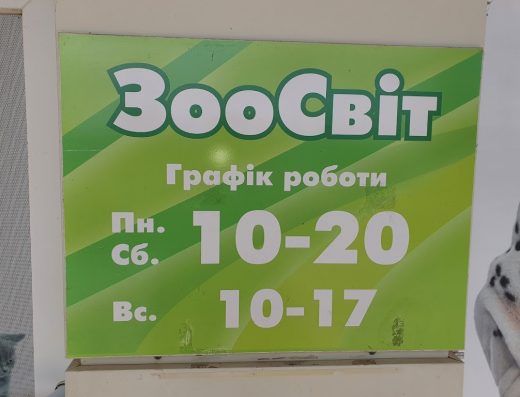 ЗооСвіт
Графік роботи
Пн.
Сб.
10-20
Вс.
10-17